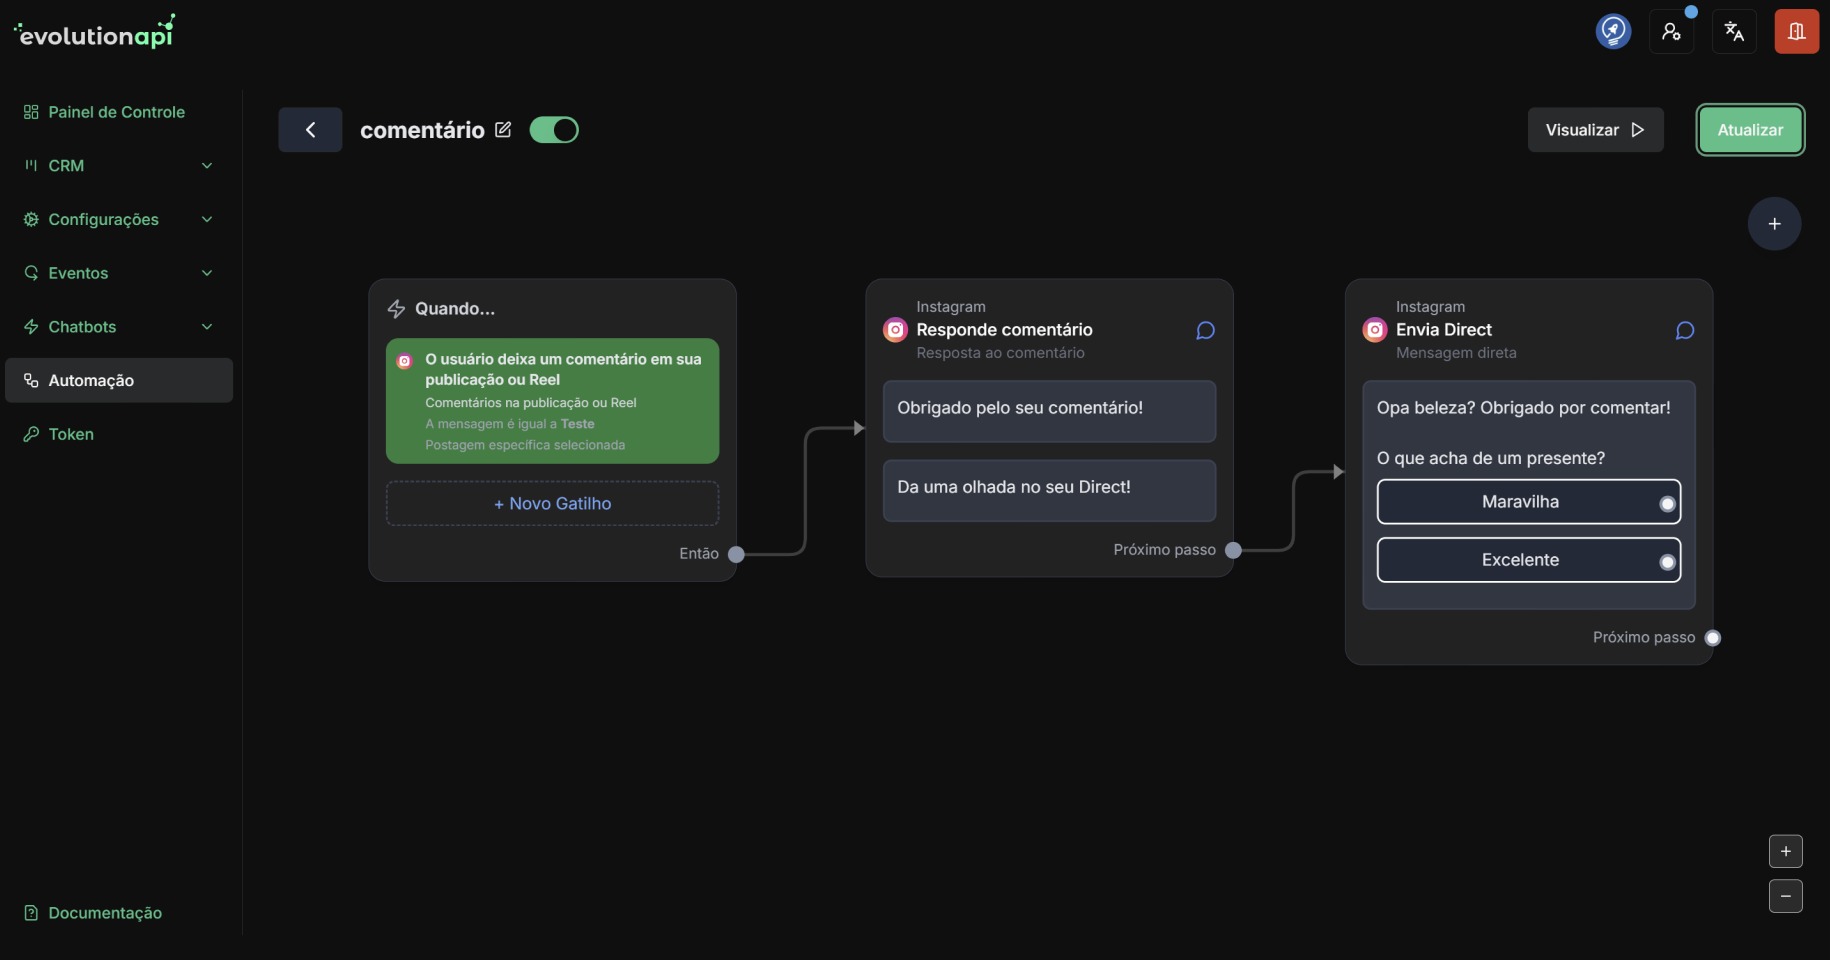 evolutionapi
Painel de Controle
CRM
Configurações
Eventos
Chatbots
Automação
Token
Documentação
comentário
Visualizar
Atualizar
+
Quando...
O usuário deixa um comentário em sua
publicação ou Reel
Comentários na publicação ou Reel
A mensagem é igual a Teste
Postagem específica selecionada
+ Novo Gatilho
Então
Instagram
Responde comentário
Resposta ao comentário
Obrigado pelo seu comentário!
Da uma olhada no seu Direct!
Próximo passo
Instagram
Envia Direct
Mensagem direta
Opa beleza? Obrigado por comentar!
O que acha de um presente?
Maravilha
Excelente
Próximo passo
+
−